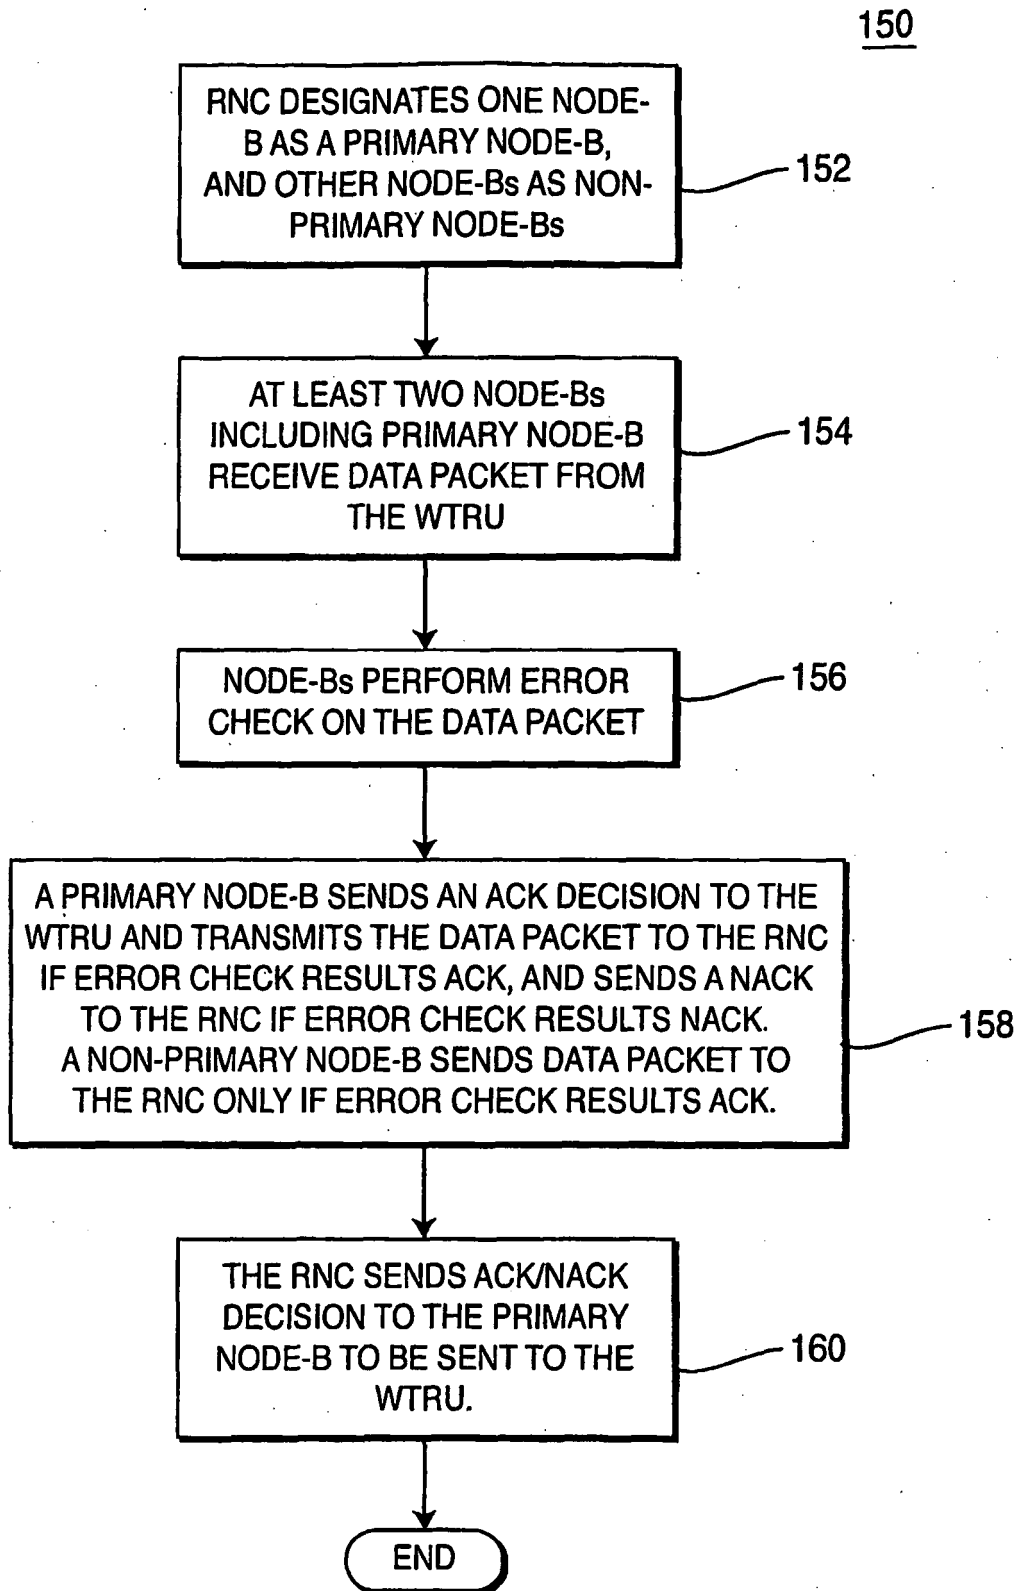 150
RNC DESIGNATES ONE NODE-
B AS A PRIMARY NODE-B,
AND OTHER NODE-Bs AS NON-
PRIMARY NODE-Bs
152
AT LEAST TWO NODE-Bs
INCLUDING PRIMARY NODE-B
RECEIVE DATA PACKET FROM
THE WTRU
154
NODE-Bs PERFORM ERROR
CHECK ON THE DATA PACKET
156
A PRIMARY NODE-B SENDS AN ACK DECISION TO THE
WTRU AND TRANSMITS THE DATA PACKET TO THE RNC
IF ERROR CHECK RESULTS ACK, AND SENDS A NACK
TO THE RNC IF ERROR CHECK RESULTS NACK.
A NON-PRIMARY NODE-B SENDS DATA PACKET TO
THE RNC ONLY IF ERROR CHECK RESULTS ACK.
158
THE RNC SENDS ACK/NACK
DECISION TO THE PRIMARY
NODE-B TO BE SENT TO THE
WTRU.
160
END